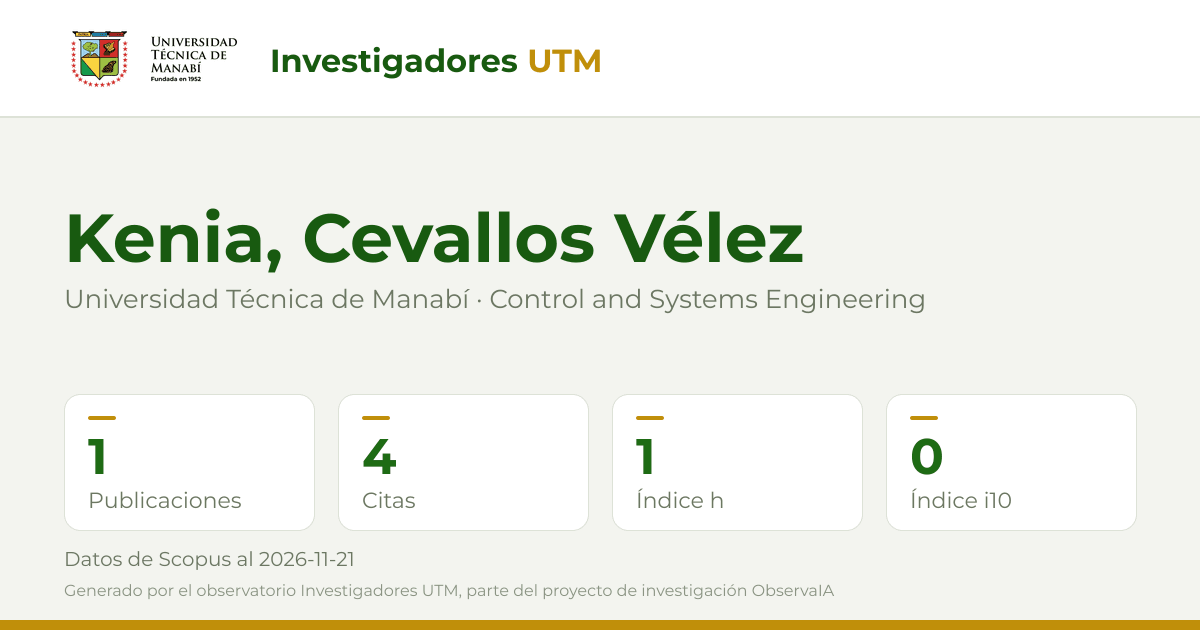 UNIVERSIDAD
TÉCNICA DE
MANABÍ
Fundada en 1952
Investigadores UTM
Kenia, Cevallos Vélez
Universidad Técnica de Manabí · Control and Systems Engineering
1
Publicaciones
4
Citas
1
Índice h
0
Índice i10
Datos de Scopus al 2026-11-21
Generado por el observatorio Investigadores UTM, parte del proyecto de investigación ObservaIA